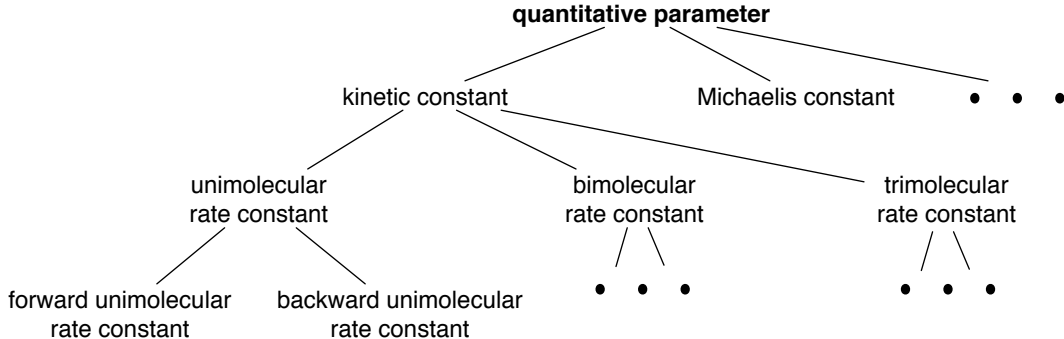 quantitative parameter
kinetic constant
Michaelis constant
unimolecular
rate constant
bimolecular
rate constant
trimolecular
rate constant
forward unimolecular
rate constant
backward unimolecular
rate constant